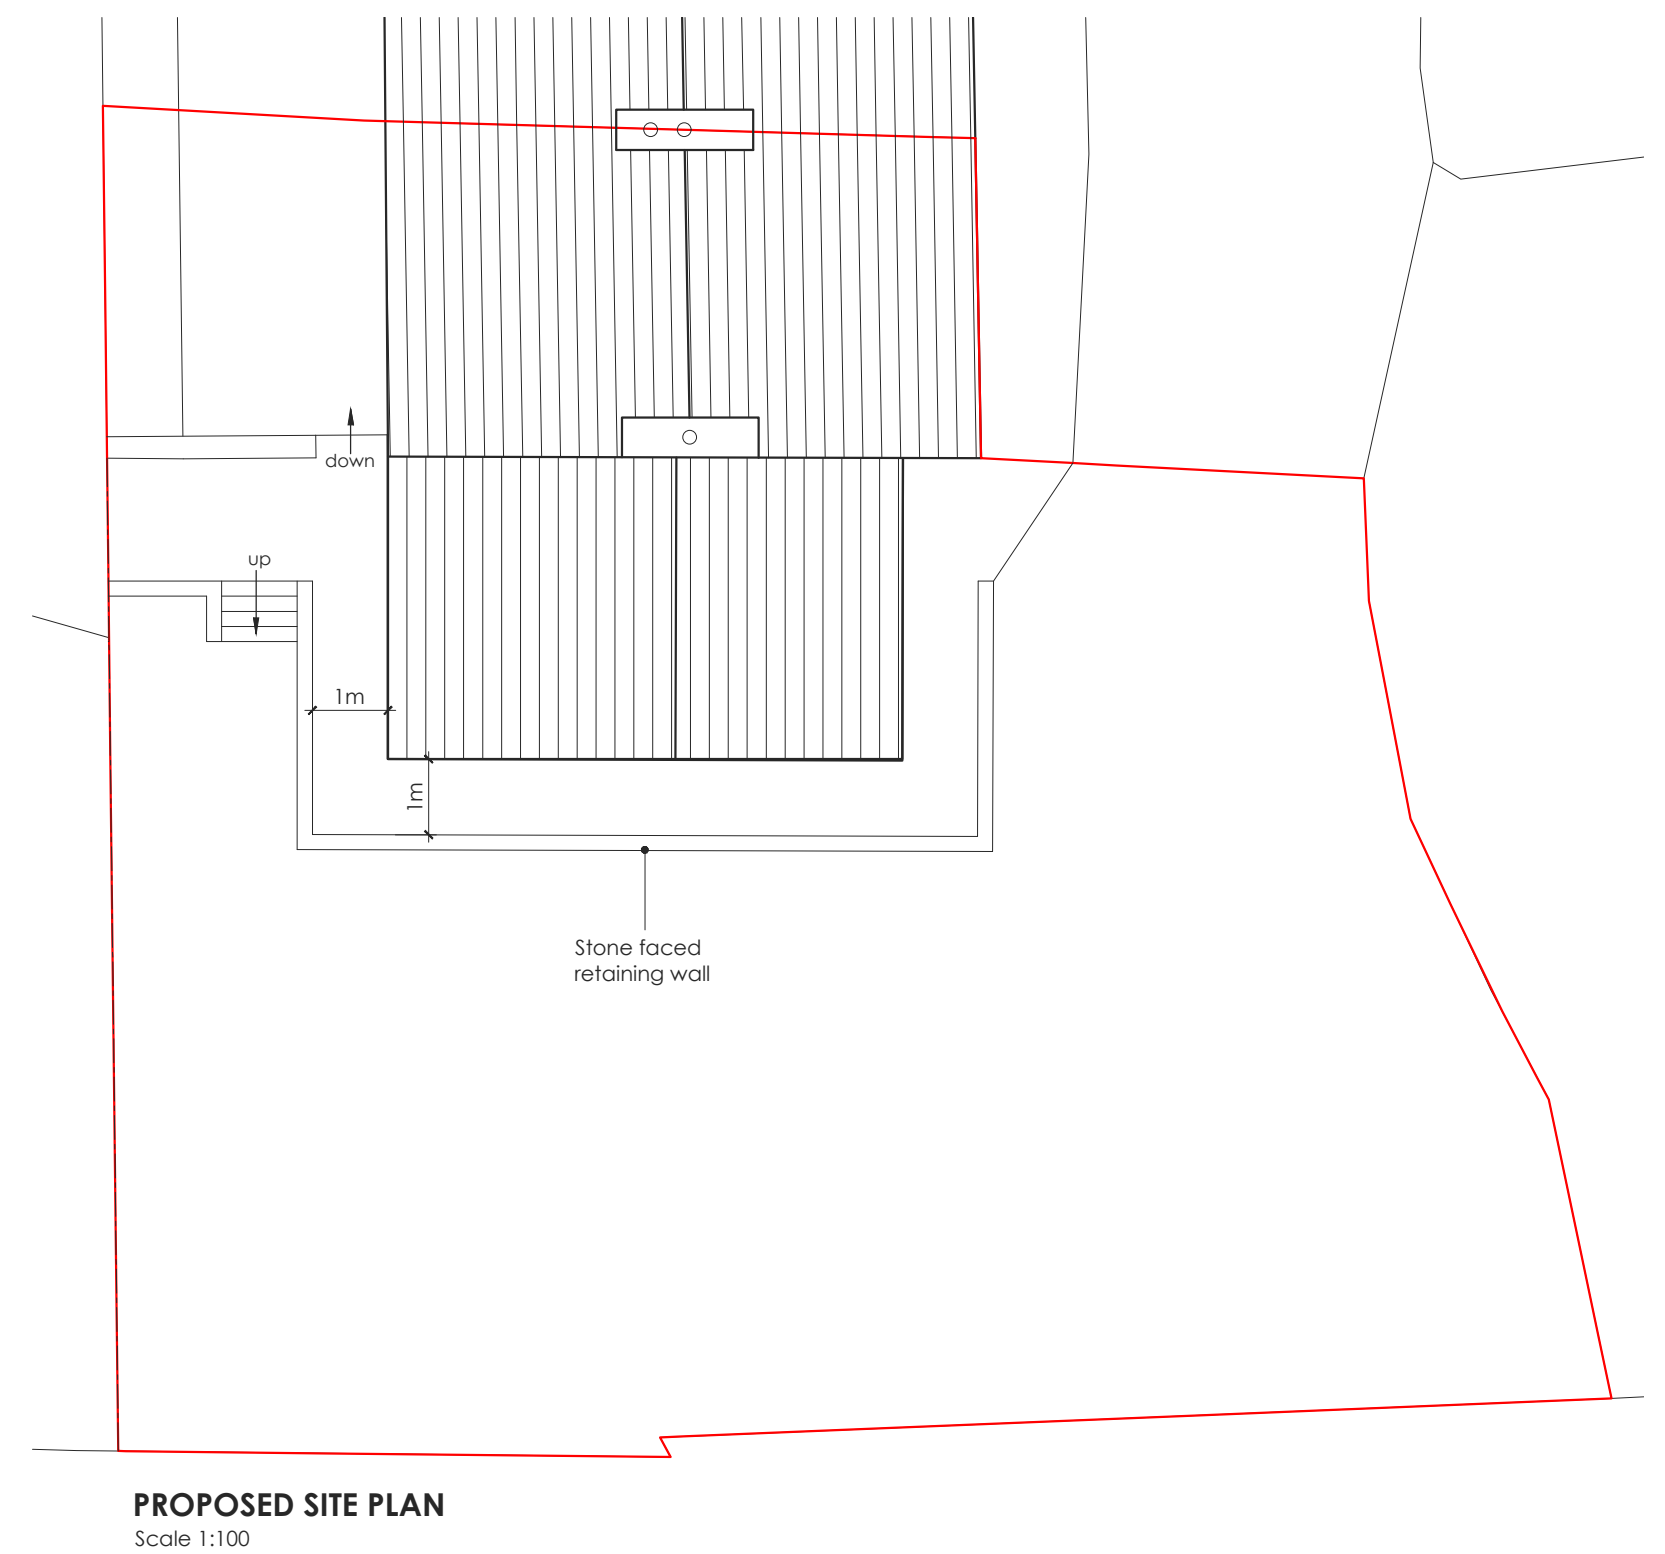 down
up
1m
1m
Stone faced
retaining wall
PROPOSED SITE PLAN
Scale 1:100